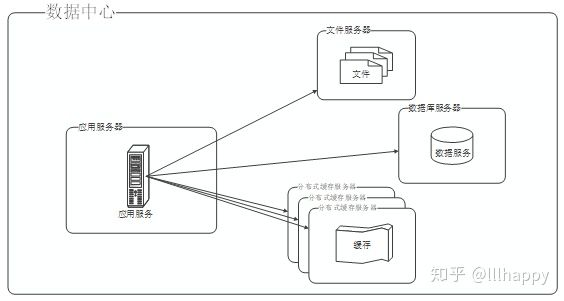 数据中心
文件服务器
文件
数据库服务器
数据服务
应用服务器
应用服务
分布式缓存服务器
分布式缓存服务器
分布式缓存服务器
缓存
知乎 @lllhappy